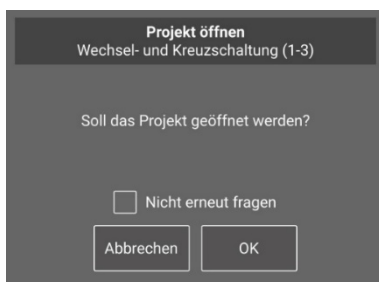 Projekt öffnen
Wechsel- und Kreuzschaltung (1-3)
Soll das Projekt geöffnet werden?
Nicht erneut fragen
Abbrechen
OK